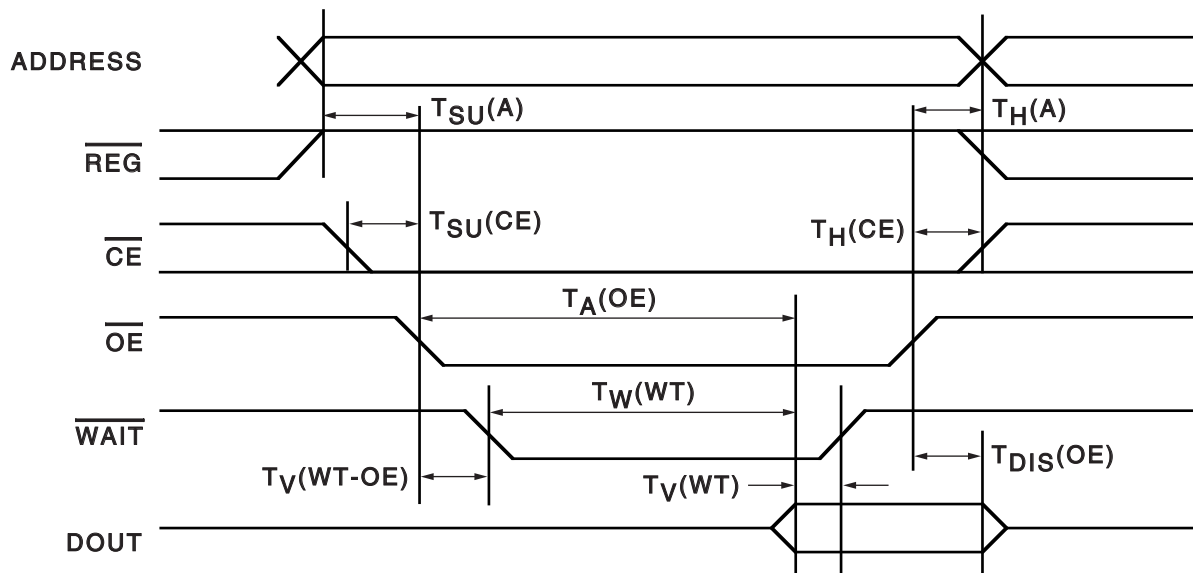 ADDRESS
TSU(A)
TH(A)
REG
TSU(CE)
TH(CE)
CE
TA(OE)
OE
TW(WT)
WAIT
TV(WT-OE)
TV(WT)
TDIS(OE)
DOUT